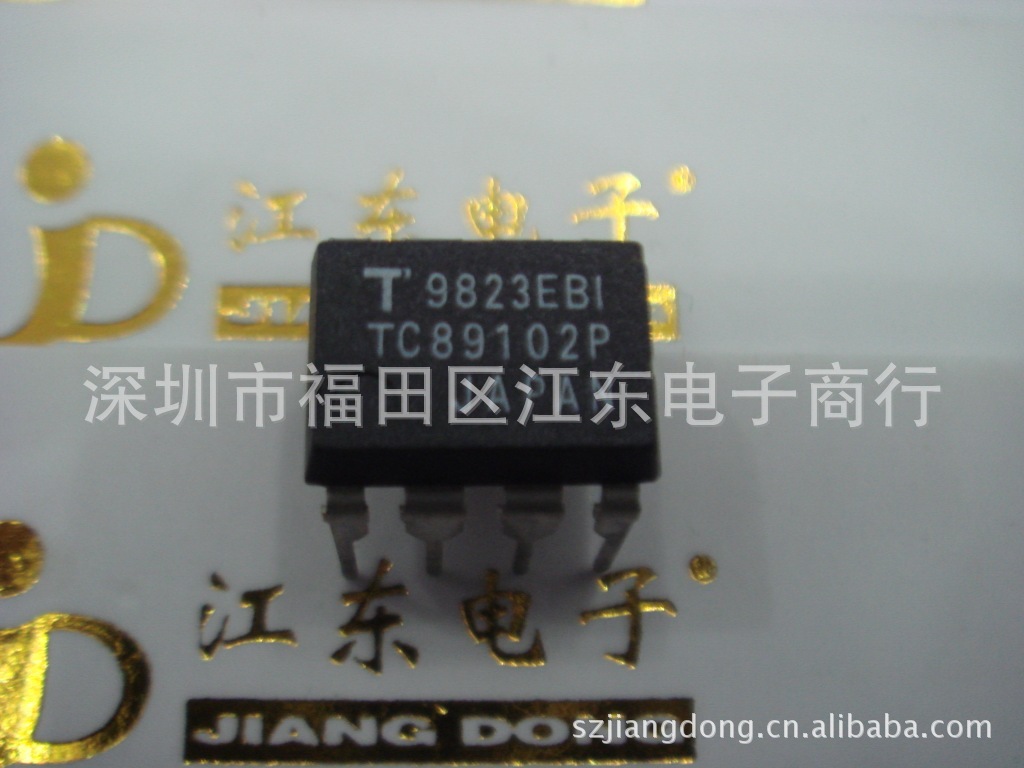 江东电子®
T 9823EBI
TC89102P
JAPAN
深圳市福田区江东电子商行
江东电子®
JIANG DONG
szjiangdong.cn.alibaba.com